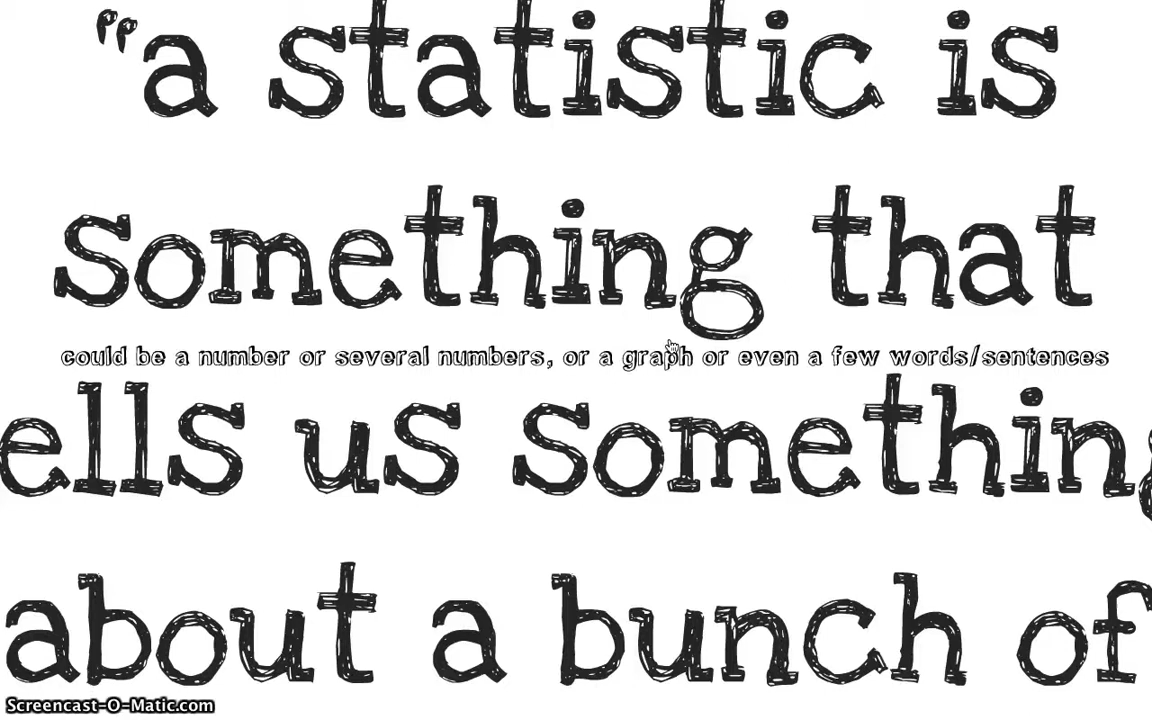 "a statistic is
something that
could be a number or several numbers, or a graph or even a few words/sentences
ells us something
about a bunch of
Screencast-O-Matic.com